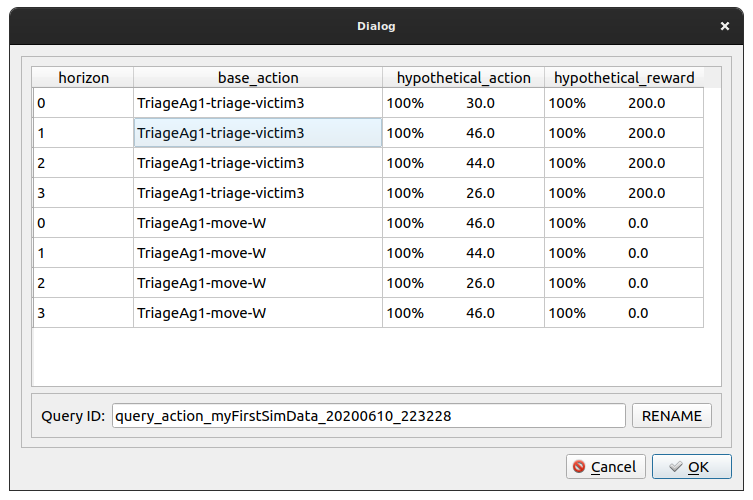 Dialog
horizon base_action hypothetical_action hypothetical_reward
0 TriageAg1-triage-victim3 100% 30.0 100% 200.0
1 TriageAg1-triage-victim3 100% 46.0 100% 200.0
2 TriageAg1-triage-victim3 100% 44.0 100% 200.0
3 TriageAg1-triage-victim3 100% 26.0 100% 200.0
0 TriageAg1-move-W 100% 46.0 100% 0.0
1 TriageAg1-move-W 100% 44.0 100% 0.0
2 TriageAg1-move-W 100% 26.0 100% 0.0
3 TriageAg1-move-W 100% 46.0 100% 0.0
Query ID: query_action_myFirstSimData_20200610_223228 RENAME
Cancel OK